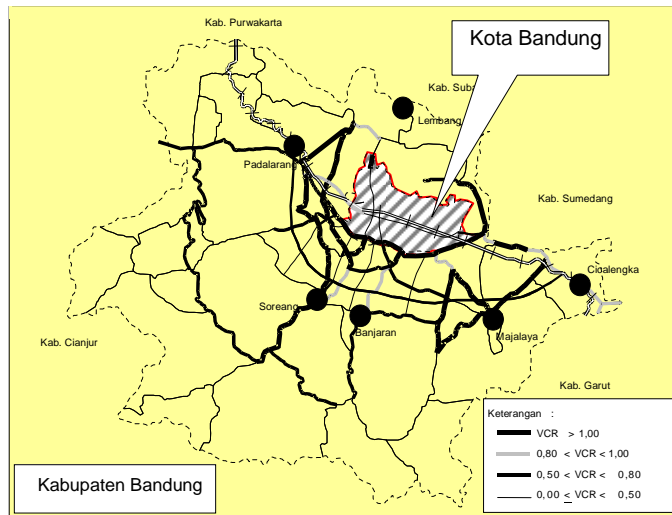 Kab. Purwakarta
Kota Bandung
Kab. Suba
Lembang
Padalarang
Kab. Sumedang
Cicalengka
Soreang
Banjaran
Majalaya
Kab. Cianjur
Kab. Garut
Keterangan :
VCR > 1,00
0,80 < VCR < 1,00
0,50 < VCR < 0,80
0,00 ≤ VCR < 0,50
Kabupaten Bandung